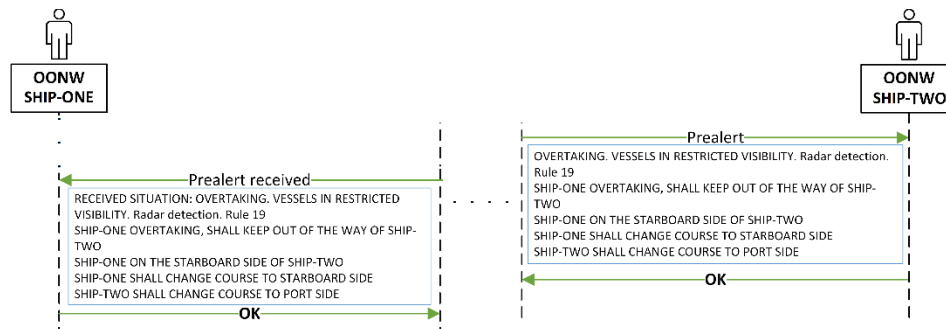 OONW
SHIP-ONE
OONW
SHIP-TWO
Prealert
OVERTAKING. VESSELS IN RESTRICTED VISIBILITY. Radar detection.
Rule 19
SHIP-ONE OVERTAKING, SHALL KEEP OUT OF THE WAY OF SHIP-
TWO
SHIP-ONE ON THE STARBOARD SIDE OF SHIP-TWO
SHIP-ONE SHALL CHANGE COURSE TO STARBOARD SIDE
SHIP-TWO SHALL CHANGE COURSE TO PORT SIDE
OK
Prealert received
RECEIVED SITUATION: OVERTAKING. VESSELS IN RESTRICTED
VISIBILITY. Radar detection. Rule 19
SHIP-ONE OVERTAKING, SHALL KEEP OUT OF THE WAY OF SHIP-
TWO
SHIP-ONE ON THE STARBOARD SIDE OF SHIP-TWO
SHIP-ONE SHALL CHANGE COURSE TO STARBOARD SIDE
SHIP-TWO SHALL CHANGE COURSE TO PORT SIDE
OK